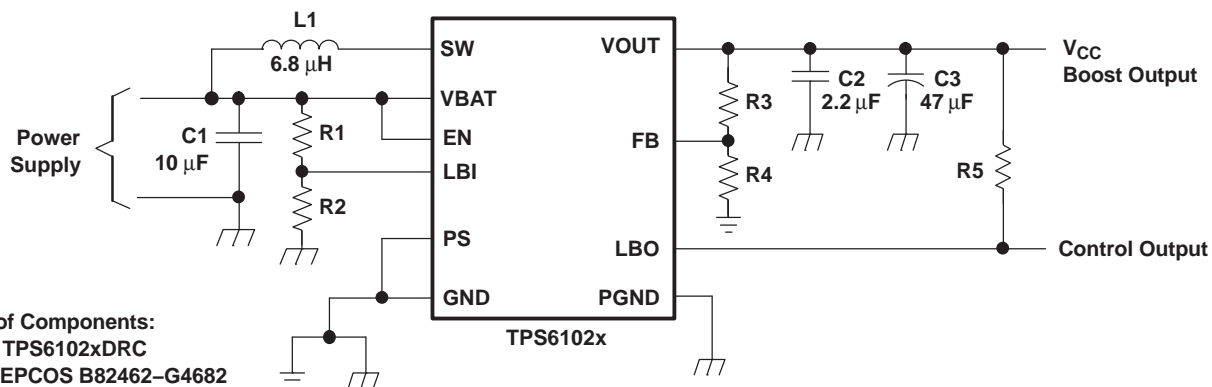 L1
6.8 μH
SW
VBAT
EN
LBI
PS
GND
VOUT
FB
LBO
PGND
TPS6102x
Power
Supply
C1
10 μF
R1
R2
R3
R4
C2
2.2 μF
C3
47 μF
R5
VCC
Boost Output
Control Output
of Components:
TPS6102xDRC
EPCOS B82462–G4682